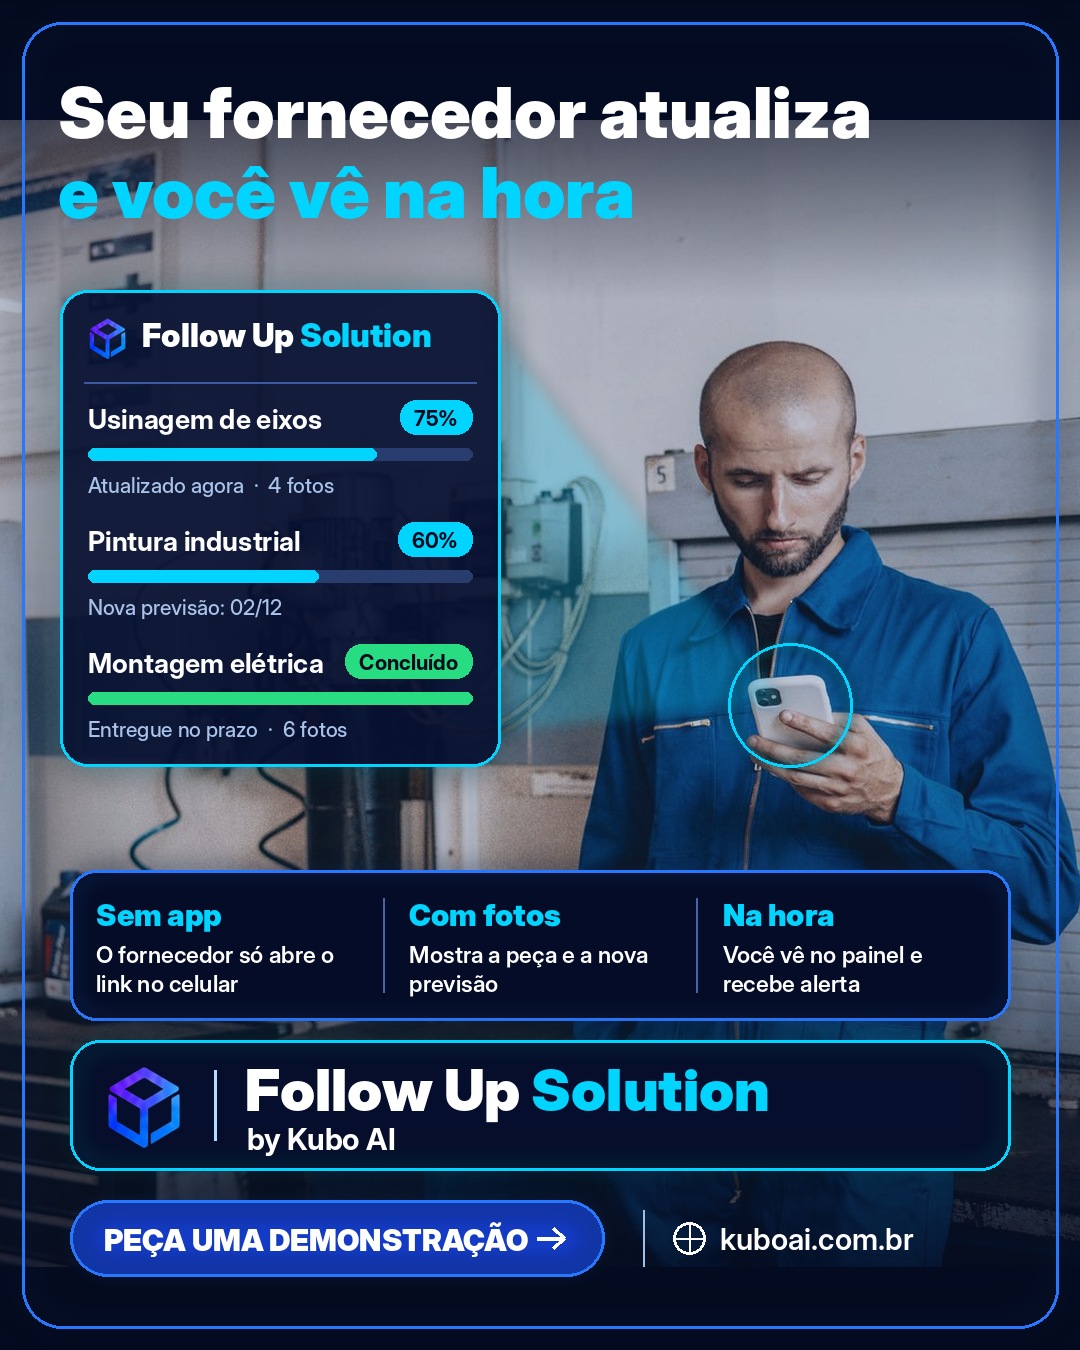 Seu fornecedor atualiza
e você vê na hora
Follow Up Solution
Usinagem de eixos 75%
Atualizado agora · 4 fotos
Pintura industrial 60%
Nova previsão: 02/12
Montagem elétrica Concluído
Entregue no prazo · 6 fotos
5
Sem app
O fornecedor só abre o
link no celular
Com fotos
Mostra a peça e a nova
previsão
Na hora
Você vê no painel e
recebe alerta
Follow Up Solution
by Kubo AI
PEÇA UMA DEMONSTRAÇÃO →
kuboai.com.br